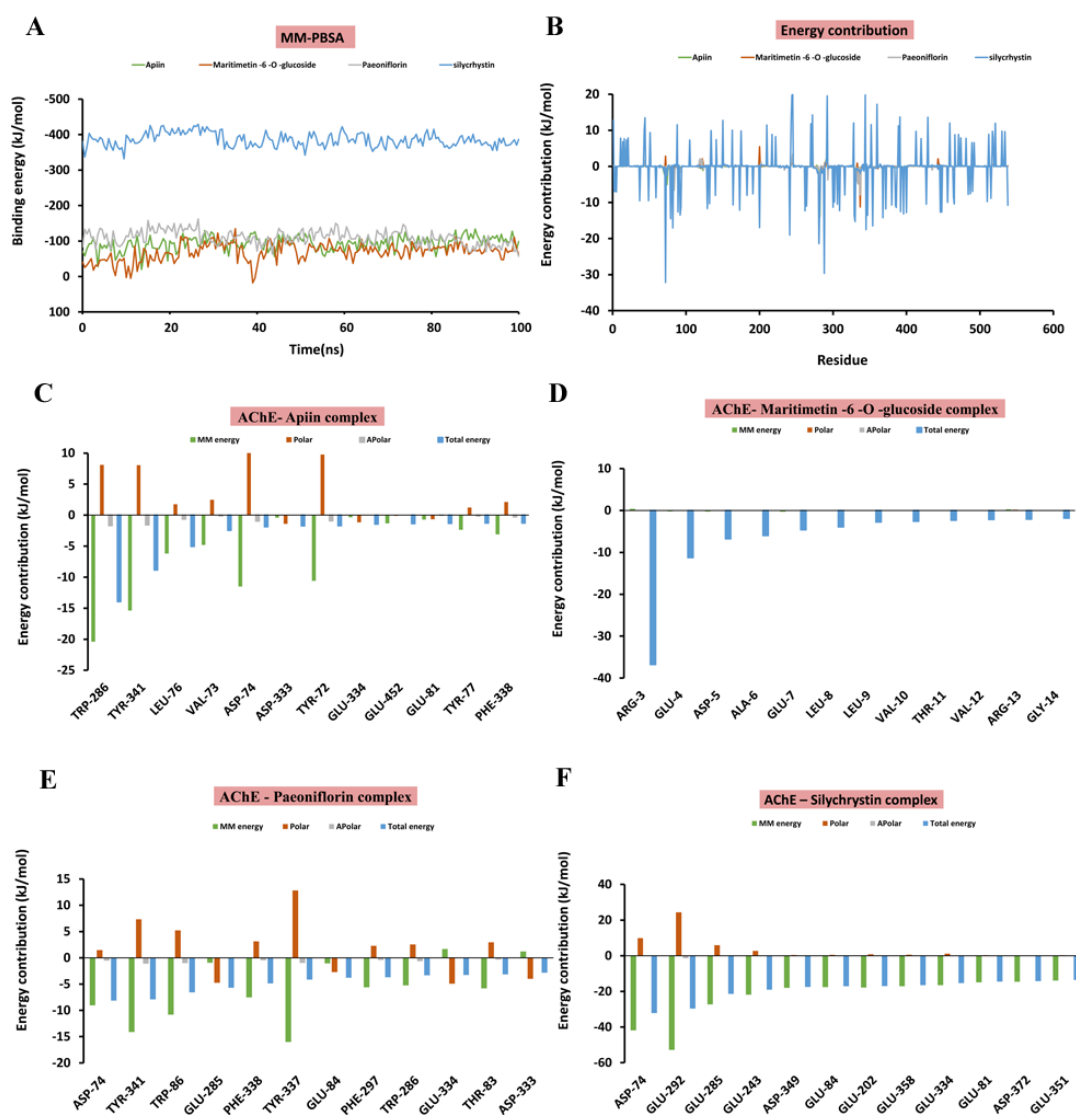 A
MM-PBSA
Apiin
Maritimetin -6 -O -glucoside
Paeoniflorin
silycrhystin
Binding energy (kJ/mol)
-500
-400
-300
-200
-100
0
100
0
20
40
60
80
100
Time(ns)
B
Energy contribution
Apiin
Maritimetin -6 -O -glucoside
Paeoniflorin
silycrhystin
Energy contribution (kJ/mol)
20
10
0
-10
-20
-30
-40
0
100
200
300
400
500
600
Residue
C
AChE- Apiin complex
MM energy
Polar
APolar
Total energy
Energy contribution (kJ/mol)
10
5
0
-5
-10
-15
-20
-25
TRP-286
TYR-341
LEU-76
VAL-73
ASP-74
ASP-333
TYR-72
GLU-334
GLU-452
GLU-81
TYR-77
PHE-338
D
AChE- Maritimetin -6 -O -glucoside complex
MM energy
Polar
APolar
Total energy
Energy contribution (kJ/mol)
10
0
-10
-20
-30
-40
ARG-3
GLU-4
ASP-5
ALA-6
GLU-7
LEU-8
LEU-9
VAL-10
THR-11
VAL-12
ARG-13
GLY-14
E
AChE - Paeoniflorin complex
MM energy
Polar
APolar
Total energy
Energy contribution (kJ/mol)
15
10
5
0
-5
-10
-15
-20
ASP-74
TYR-341
TRP-86
GLU-285
PHE-338
TYR-337
GLU-84
PHE-297
TRP-286
GLU-334
THR-83
ASP-333
F
AChE – Silychrystin complex
MM energy
Polar
APolar
Total energy
Energy contribution (kJ/mol)
40
20
0
-20
-40
-60
ASP-74
GLU-292
GLU-285
GLU-243
ASP-349
GLU-84
GLU-202
GLU-358
GLU-334
GLU-81
ASP-372
GLU-351